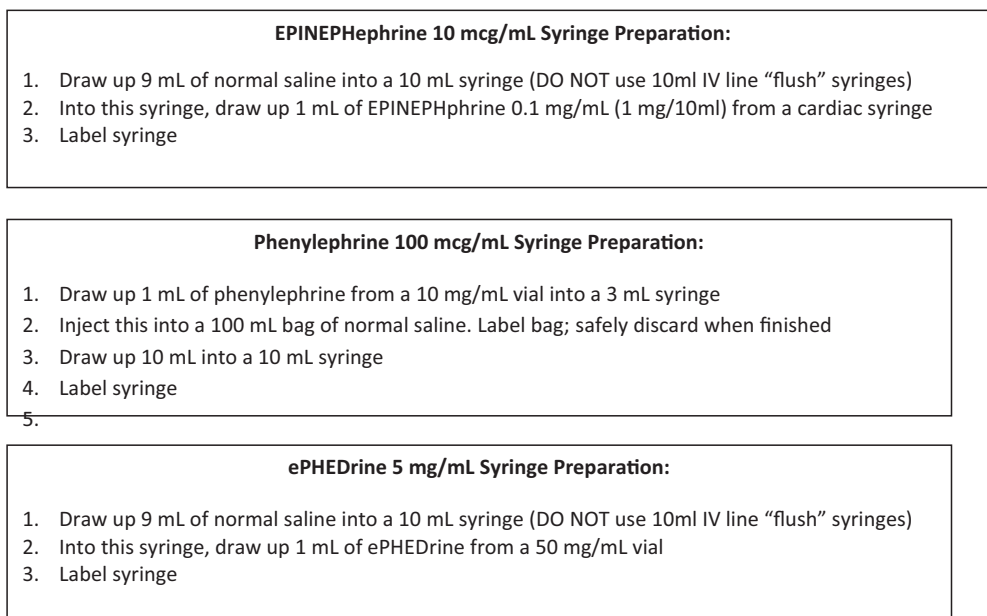 EPINEPHephrine 10 mcg/mL Syringe Preparation:
1. Draw up 9 mL of normal saline into a 10 mL syringe (DO NOT use 10ml IV line “flush” syringes)
2. Into this syringe, draw up 1 mL of EPINEPHphrine 0.1 mg/mL (1 mg/10ml) from a cardiac syringe
3. Label syringe
Phenylephrine 100 mcg/mL Syringe Preparation:
1. Draw up 1 mL of phenylephrine from a 10 mg/mL vial into a 3 mL syringe
2. Inject this into a 100 mL bag of normal saline. Label bag; safely discard when finished
3. Draw up 10 mL into a 10 mL syringe
4. Label syringe
5.
ePHEDrine 5 mg/mL Syringe Preparation:
1. Draw up 9 mL of normal saline into a 10 mL syringe (DO NOT use 10ml IV line “flush” syringes)
2. Into this syringe, draw up 1 mL of ePHEDrine from a 50 mg/mL vial
3. Label syringe